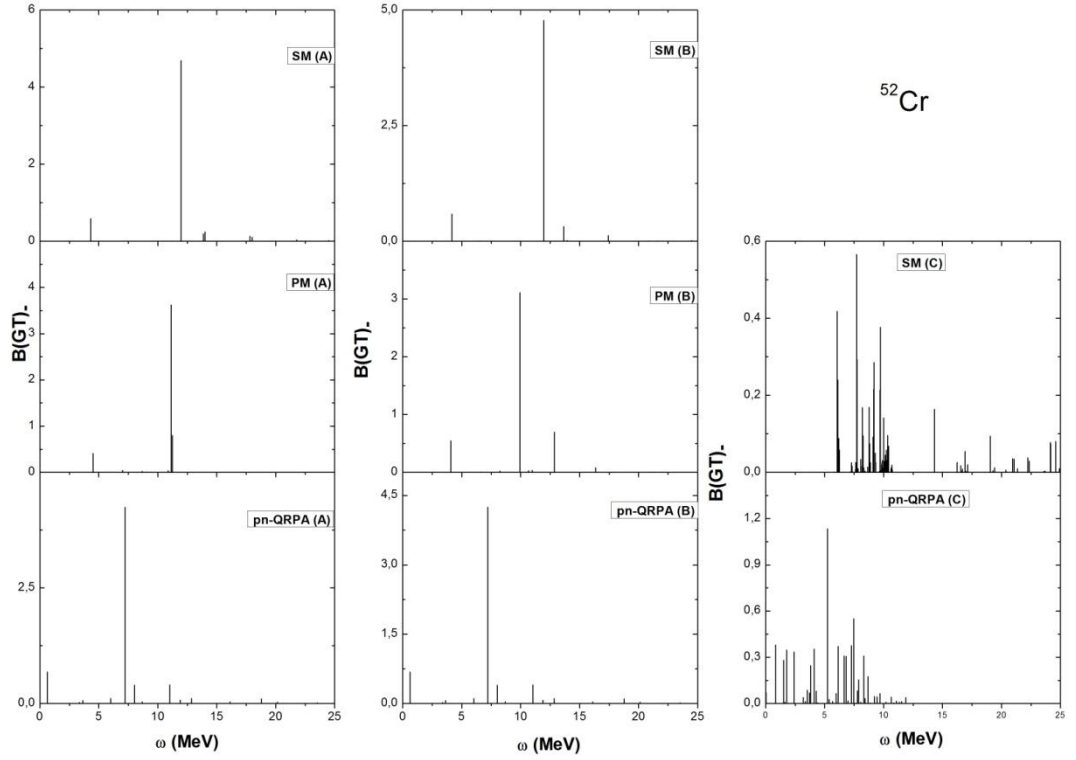 6
4
2
0
SM (A)
5,0
2,5
0,0
SM (B)
⁵²Cr
4
3
2
1
0
PM (A)
B(GT)-
3
2
1
0
PM (B)
B(GT)-
0,6
0,4
0,2
0,0
SM (C)
B(GT)-
2,5
0,0
pn-QRPA (A)
0 5 10 15 20 25
ω (MeV)
4,5
3,0
1,5
0,0
pn-QRPA (B)
0 5 10 15 20 25
ω (MeV)
1,2
0,9
0,6
0,3
0,0
pn-QRPA (C)
0 5 10 15 20 25
ω (MeV)